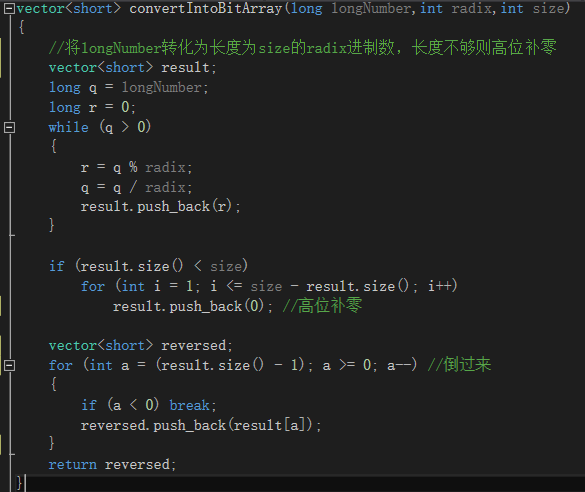 vector<short> convertIntoBitArray(long longNumber,int radix,int size)
{
//将longNumber转化为长度为size的radix进制数，长度不够则高位补零
vector<short> result;
long q = longNumber;
long r = 0;
while (q > 0)
{
r = q % radix;
q = q / radix;
result.push_back(r);
}
if (result.size() < size)
for (int i = 1; i <= size - result.size(); i++)
result.push_back(0); //高位补零
vector<short> reversed;
for (int a = (result.size() - 1); a >= 0; a--) //倒过来
{
if (a < 0) break;
reversed.push_back(result[a]);
}
return reversed;
}